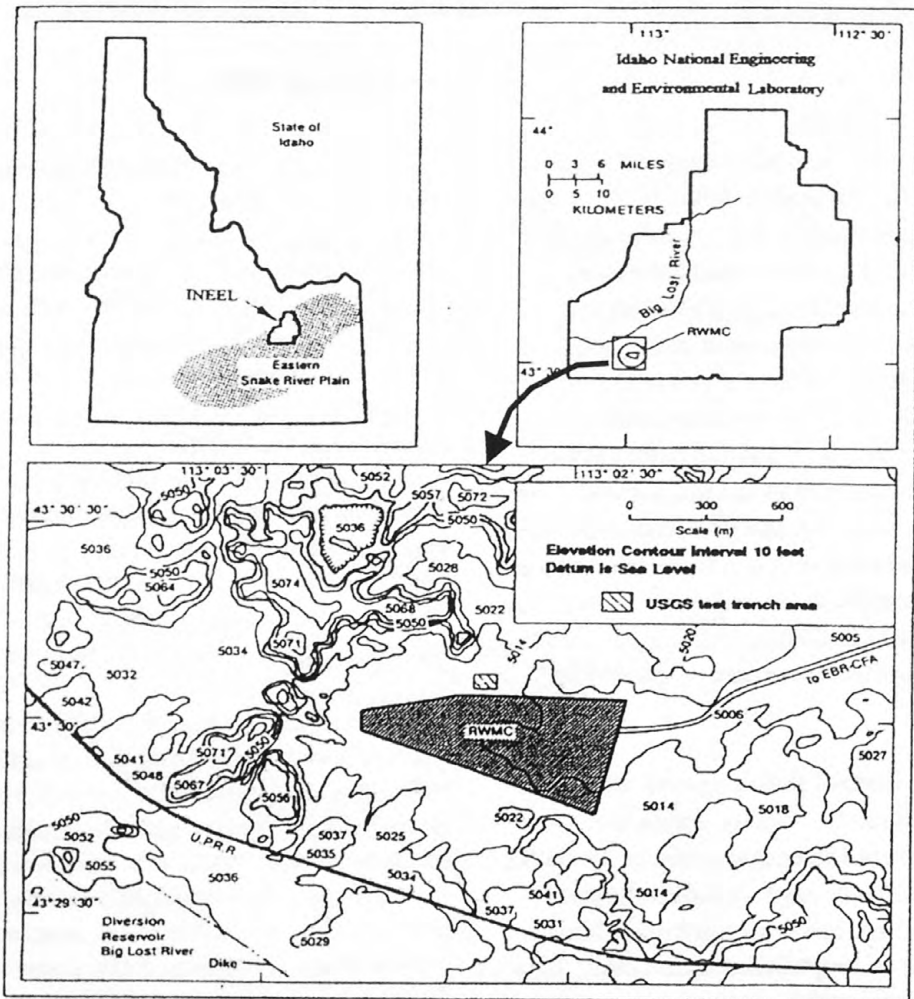 State of
Idaho
INEEL
Eastern
Snake River Plain
113°
112° 30'
Idaho National Engineering
and Environmental Laboratory
44°
0 3 6 MILES
0 5 10
KILOMETERS
Big Lost River
RWMC
43° 30'
113° 03' 30"
113° 02' 30"
43° 30' 30"
5050
5052
5057
5072
5036
5050
0 300 600
Scale (m)
Elevation Contour Interval 10 feet
Datum is Sea Level
USGS test trench area
5036
5050
5064
5074
5028
5068
5050
5022
5034
5071
5014
5020
5005
to EBR-CFA
5047
5032
5042
43° 30'
RWMC
5006
5041
5071?
5050
5027
5048
5067
5056
5014
5018
5050
5052
5055
U.P.R.R.
5037
5035
5025
5022
5036
5034
5041
5014
43° 29' 30"
5037
5031
5050
Diversion
Reservoir
Big Lost River
5029
Dike